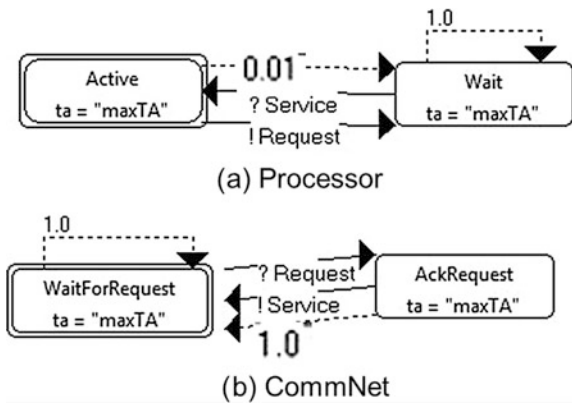 1.0
Active
ta = "maxTA"
0.01
Wait
ta = "maxTA"
? Service
! Request
(a) Processor
1.0
WaitForRequest
ta = "maxTA"
? Request
! Service
1.0
AckRequest
ta = "maxTA"
(b) CommNet